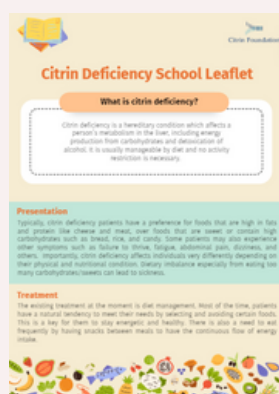 Citrin Foundation
Citrin Deficiency School Leaflet
What is citrin deficiency?
Citrin deficiency is a hereditary condition which affects a
person's metabolism in the liver, including energy
production from carbohydrates and detoxication of
alcohol. It is usually manageable by diet and no activity
restriction is necessary.
Presentation
Typically, citrin deficiency patients have a preference for foods that are high in fats
and protein like cheese and meat, over foods that are sweet or contain high
carbohydrates such as bread, rice, and candy. Some patients may also experience
other symptoms such as failure to thrive, fatigue, abdominal pain, dizziness, and
others. Importantly, citrin deficiency affects individuals very differently depending on
their physical and nutritional condition. Dietary imbalance especially from eating too
many carbohydrates/sweets can lead to sickness.
Treatment
The existing treatment at the moment is diet management. Most of the time, patients
have a natural tendency to meet their needs by selecting and avoiding certain foods.
This is a key for them to stay energetic and healthy. There is also a need to eat
frequently by having snacks between meals to have the continuous flow of energy
intake.